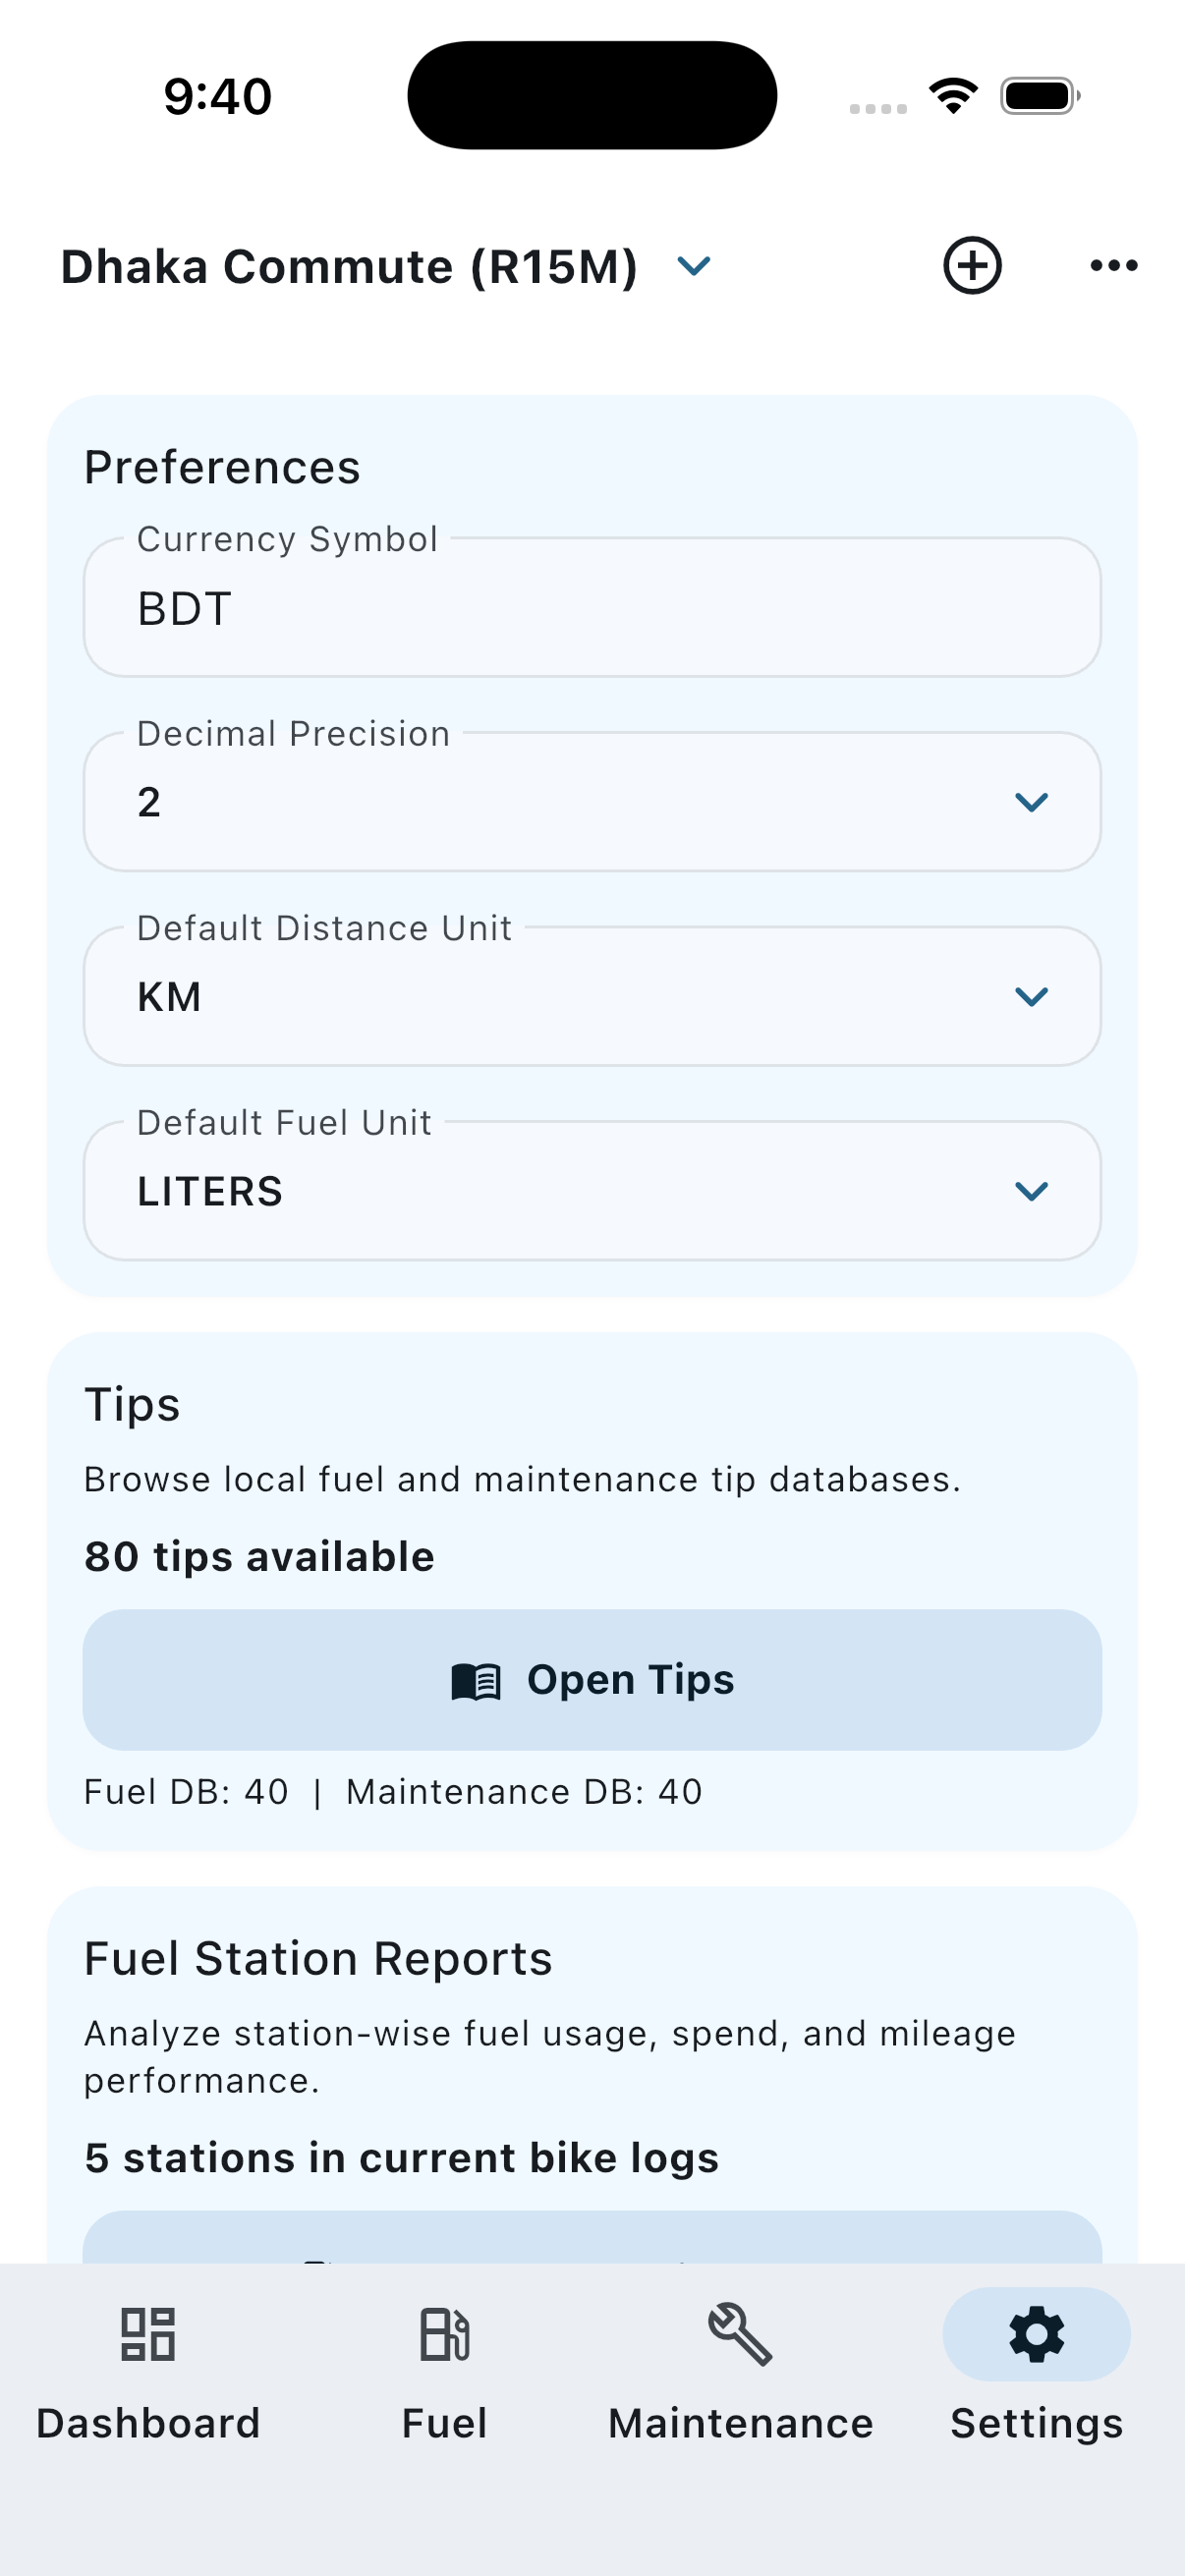 9:40
Dhaka Commute (R15M)
Preferences
Currency Symbol
BDT
Decimal Precision
2
Default Distance Unit
KM
Default Fuel Unit
LITERS
Tips
Browse local fuel and maintenance tip databases.
80 tips available
Open Tips
Fuel DB: 40 | Maintenance DB: 40
Fuel Station Reports
Analyze station-wise fuel usage, spend, and mileage
performance.
5 stations in current bike logs
Dashboard
Fuel
Maintenance
Settings